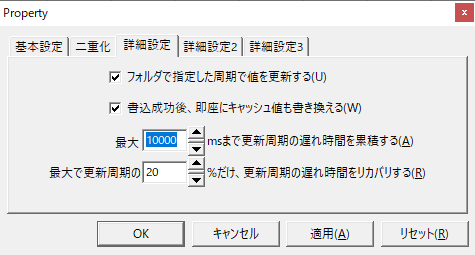 Property
基本設定 二重化 詳細設定 詳細設定2 詳細設定3
フォルダで指定した周期で値を更新する(U)
書込成功後、即座にキャッシュ値も書き換える(W)
最大 10000 msまで更新周期の遅れ時間を累積する(A)
最大で更新周期の 20 %だけ、更新周期の遅れ時間をリカバリする(R)
OK キャンセル 適用(A) リセット(R)